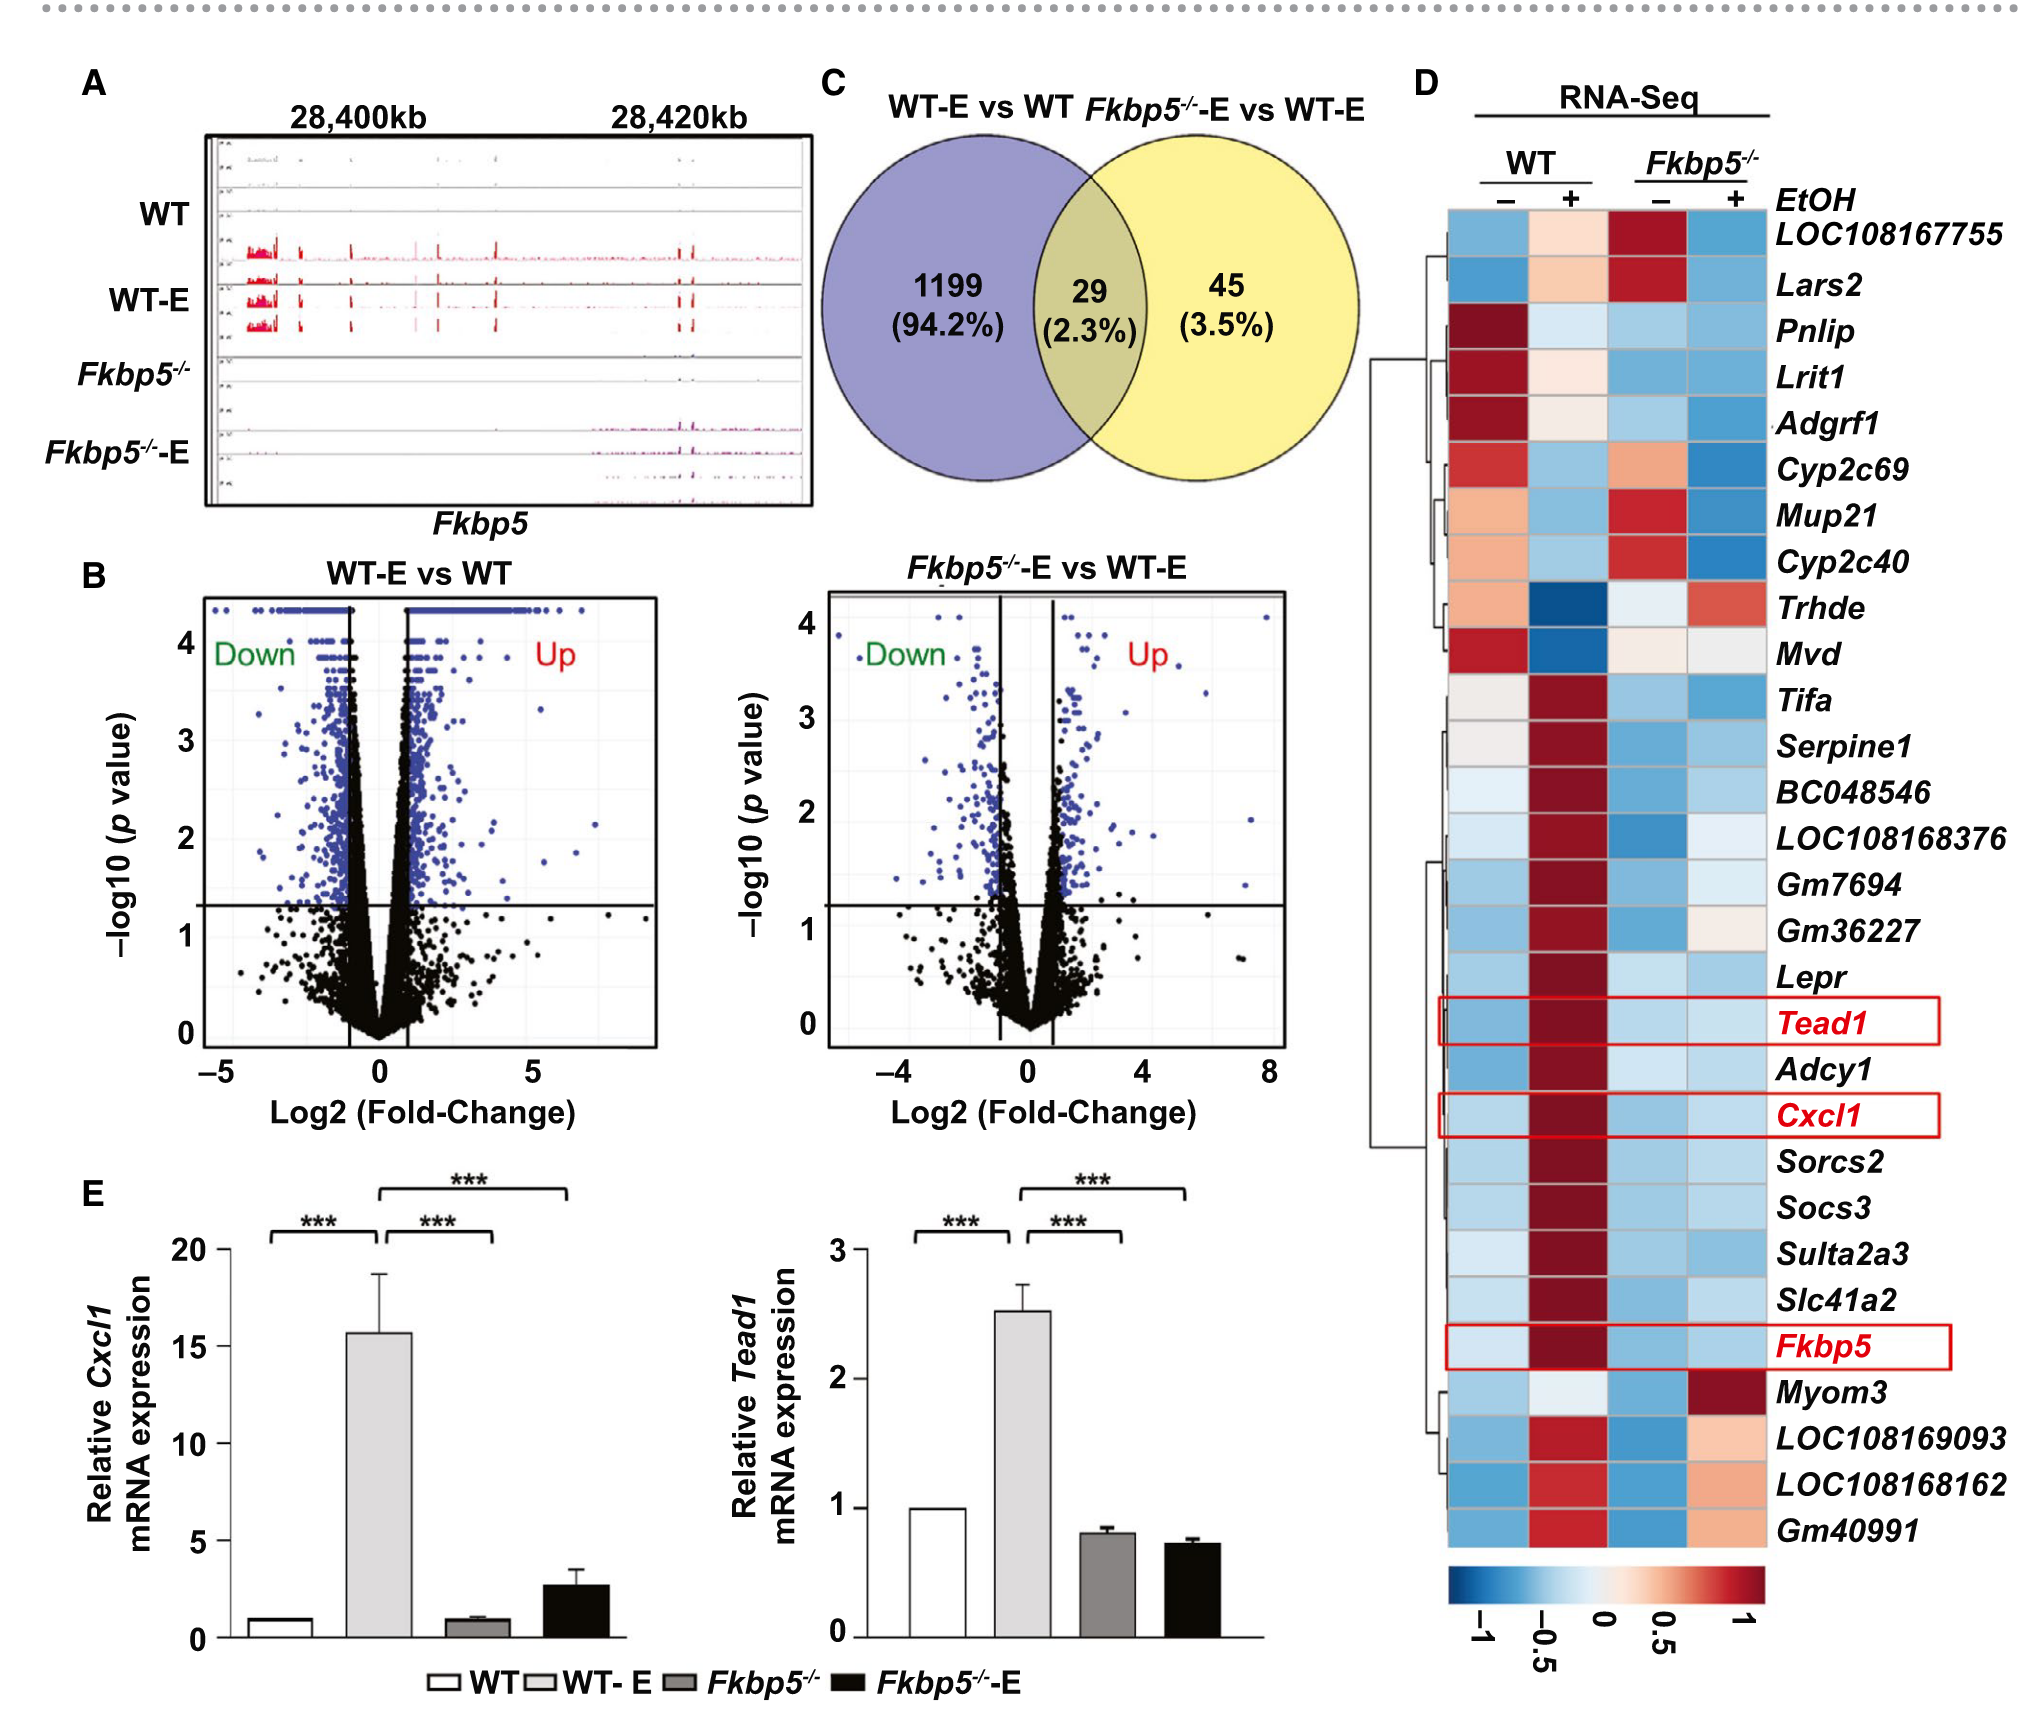 A
28,400kb 28,420kb
WT
WT-E
Fkbp5-/-
Fkbp5-/--E
Fkbp5
C
WT-E vs WT Fkbp5-/--E vs WT-E
1199
(94.2%)
29
(2.3%)
45
(3.5%)
D
RNA-Seq
WT Fkbp5-/-
– + – + EtOH
LOC108167755
Lars2
Pnlip
Lrit1
Adgrf1
Cyp2c69
Mup21
Cyp2c40
Trhde
Mvd
Tifa
Serpine1
BC048546
LOC108168376
Gm7694
Gm36227
Lepr
Tead1
Adcy1
Cxcl1
Sorcs2
Socs3
Sulta2a3
Slc41a2
Fkbp5
Myom3
LOC108169093
LOC108168162
Gm40991
–1 –0.5 0 0.5 1
B
WT-E vs WT
Down Up
4
3
2
1
0
–log10 (p value)
–5 0 5
Log2 (Fold-Change)
Fkbp5-/--E vs WT-E
Down Up
4
3
2
1
0
–log10 (p value)
–4 0 4 8
Log2 (Fold-Change)
E
***
*** ***
20
15
10
5
0
Relative Cxcl1
mRNA expression
***
*** ***
3
2
1
0
Relative Tead1
mRNA expression
WT WT- E Fkbp5-/- Fkbp5-/--E